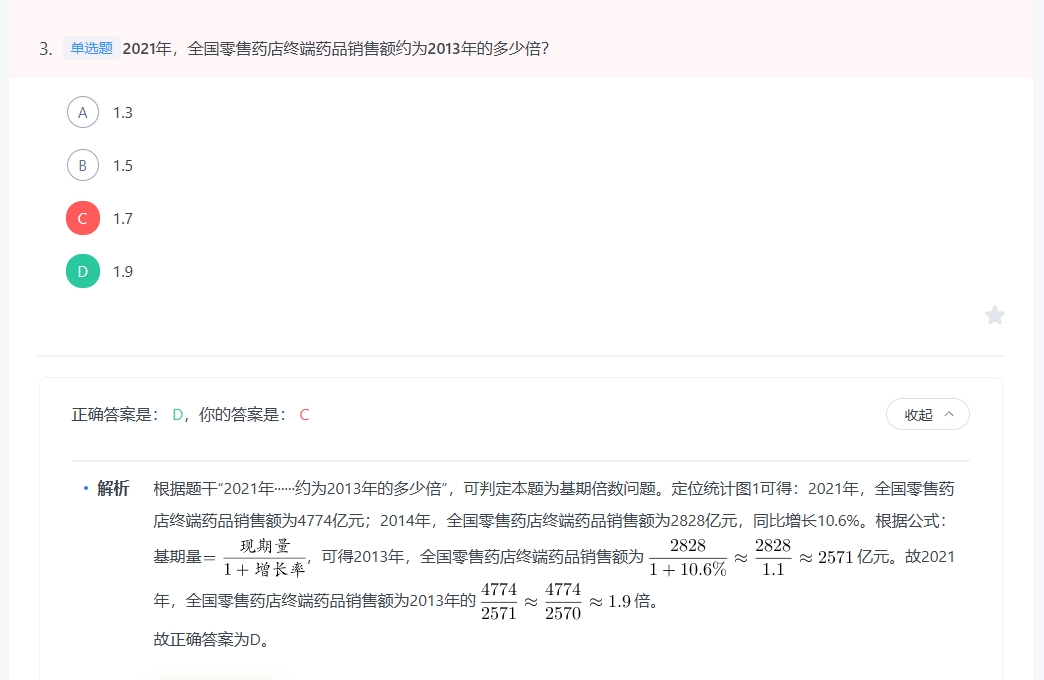 3. 单选题 2021年，全国零售药店终端药品销售额约为2013年的多少倍？
A 1.3
B 1.5
C 1.7
D 1.9
正确答案是： D， 你的答案是： C
收起
• 解析 根据题干“2021年······约为2013年的多少倍”，可判定本题为基期倍数问题。定位统计图1可得：2021年，全国零售药
店终端药品销售额为4774亿元；2014年，全国零售药店终端药品销售额为2828亿元，同比增长10.6%。根据公式：
基期量= 现期量/(1+增长率)，可得2013年，全国零售药店终端药品销售额为 2828/(1+10.6%) ≈ 2828/1.1 ≈ 2571 亿元。故2021
年，全国零售药店终端药品销售额为2013年的 4774/2571 ≈ 4774/2570 ≈ 1.9 倍。
故正确答案为D。